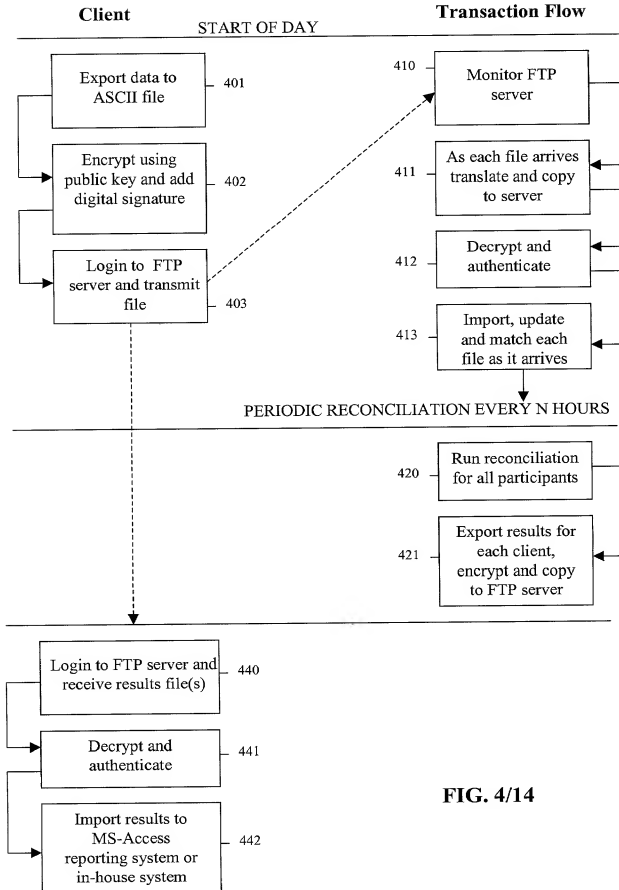 Client
Transaction Flow
START OF DAY
Export data to
ASCII file
401
Encrypt using
public key and add
digital signature
402
Login to FTP
server and transmit
file
403
410
Monitor FTP
server
411
As each file arrives
translate and copy
to server
412
Decrypt and
authenticate
413
Import, update
and match each
file as it arrives
PERIODIC RECONCILIATION EVERY N HOURS
420
Run reconciliation
for all participants
421
Export results for
each client,
encrypt and copy
to FTP server
Login to FTP server and
receive results file(s)
440
Decrypt and
authenticate
441
Import results to
MS-Access
reporting system or
in-house system
442
FIG. 4/14